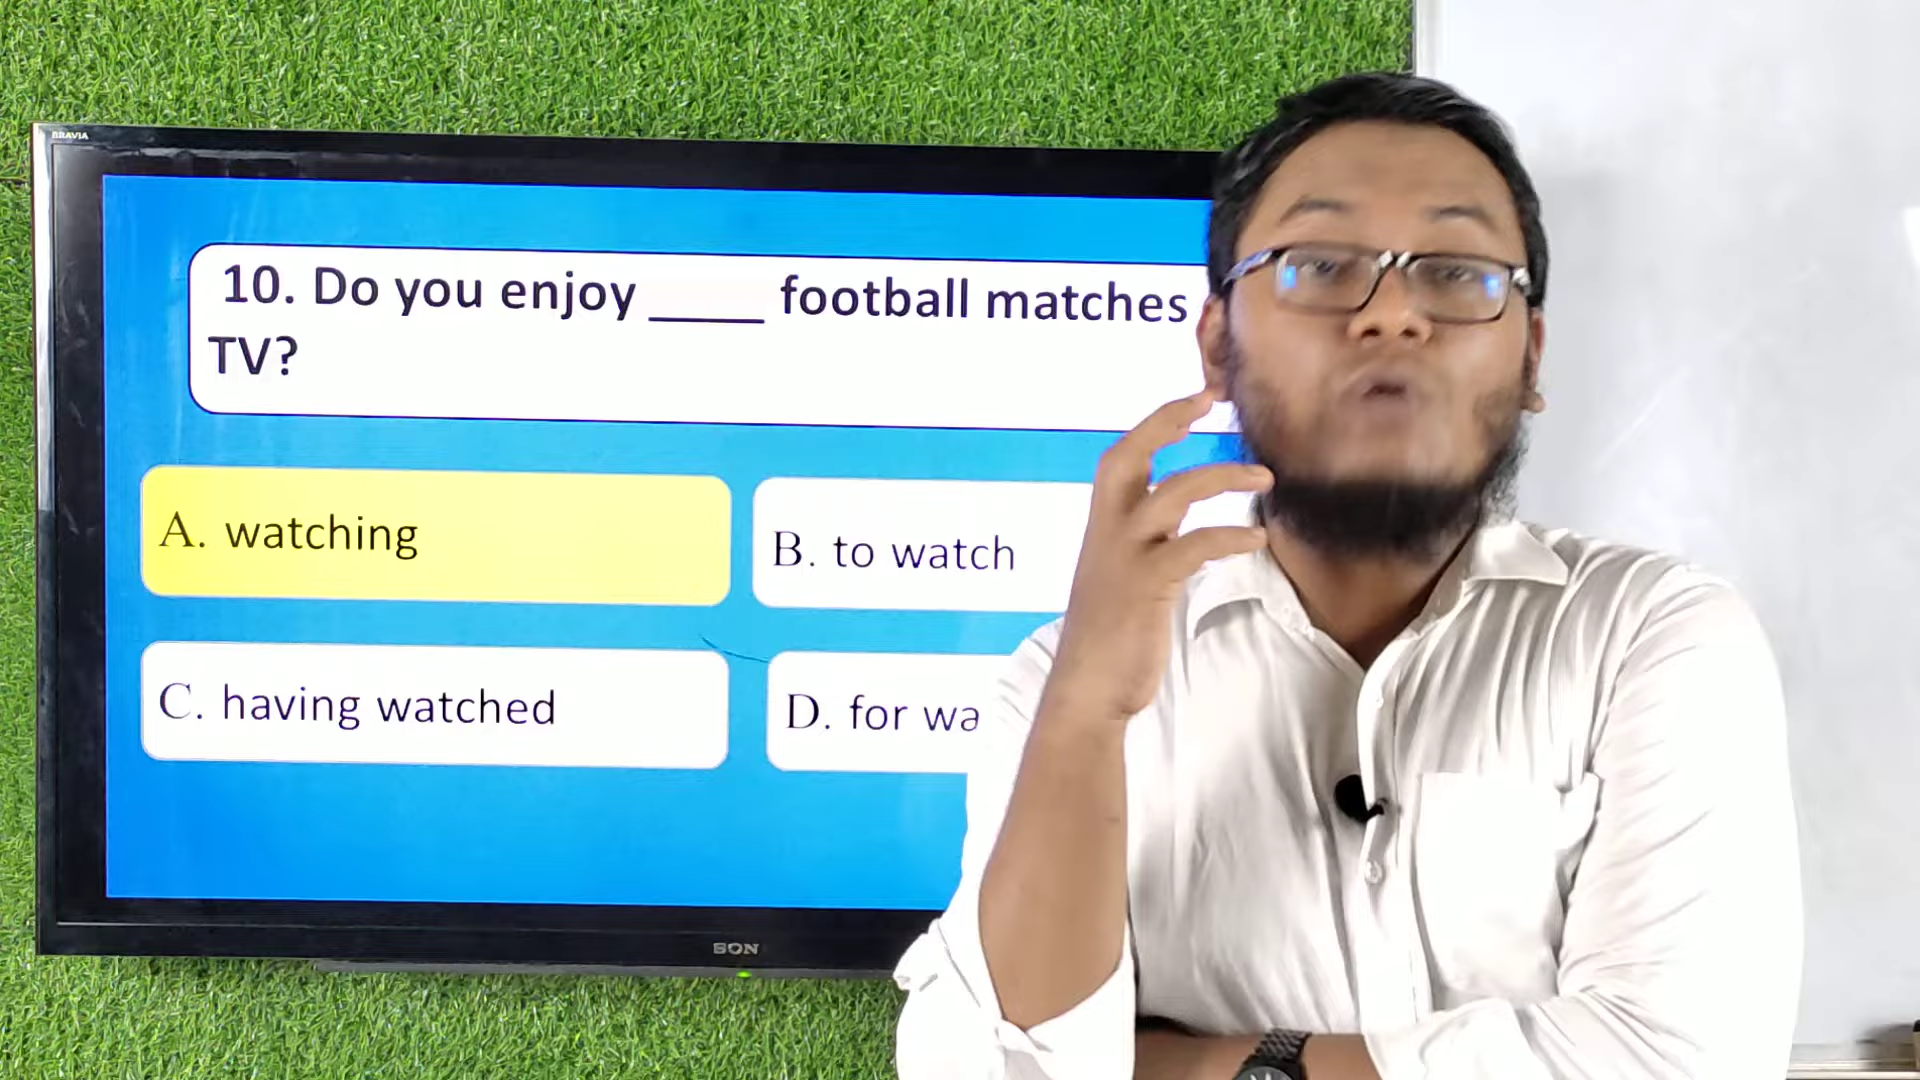 BRAVIA
10. Do you enjoy ____ football matches
TV?
A. watching
B. to watch
C. having watched
D. for wa
SON